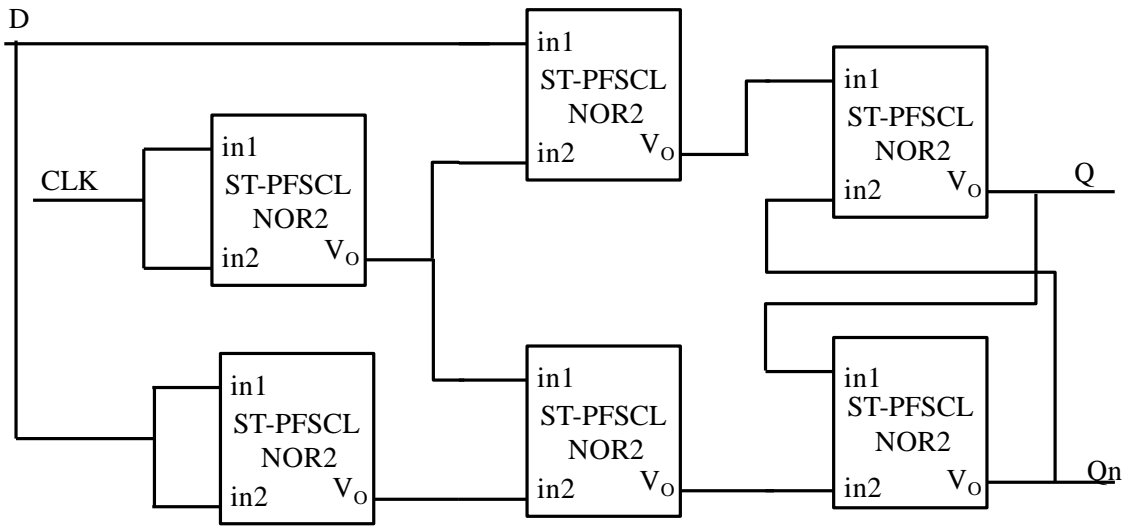 D
in1
ST-PFSCL
NOR2
in2
VO
in1
ST-PFSCL
NOR2
in2
VO
Q
CLK
in1
ST-PFSCL
NOR2
in2
VO
in1
ST-PFSCL
NOR2
in2
VO
in1
ST-PFSCL
NOR2
in2
VO
in1
ST-PFSCL
NOR2
in2
VO
Qn